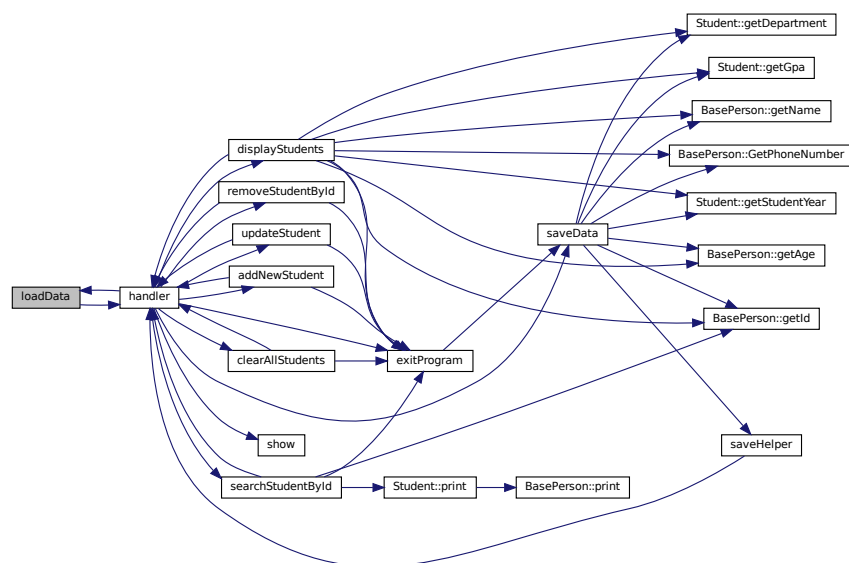 Student::getDepartment
Student::getGpa
BasePerson::getName
displayStudents
BasePerson::GetPhoneNumber
removeStudentById
Student::getStudentYear
updateStudent
saveData
BasePerson::getAge
addNewStudent
loadData
handler
BasePerson::getId
clearAllStudents
exitProgram
show
saveHelper
searchStudentById
Student::print
BasePerson::print